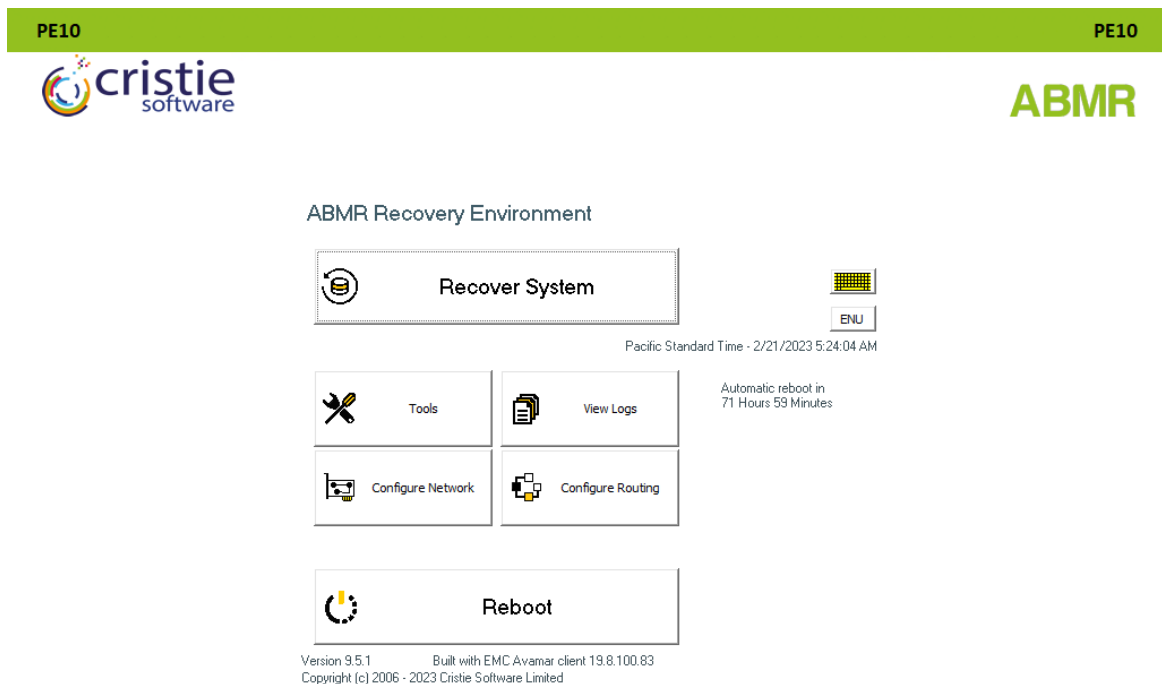 PE10 PE10
cristie
software
ABMR
ABMR Recovery Environment
Recover System
ENU
Pacific Standard Time - 2/21/2023 5:24:04 AM
Automatic reboot in
71 Hours 59 Minutes
Tools View Logs
Configure Network Configure Routing
Reboot
Version 9.5.1 Built with EMC Avamar client 19.8.100.83
Copyright (c) 2006 - 2023 Cristie Software Limited